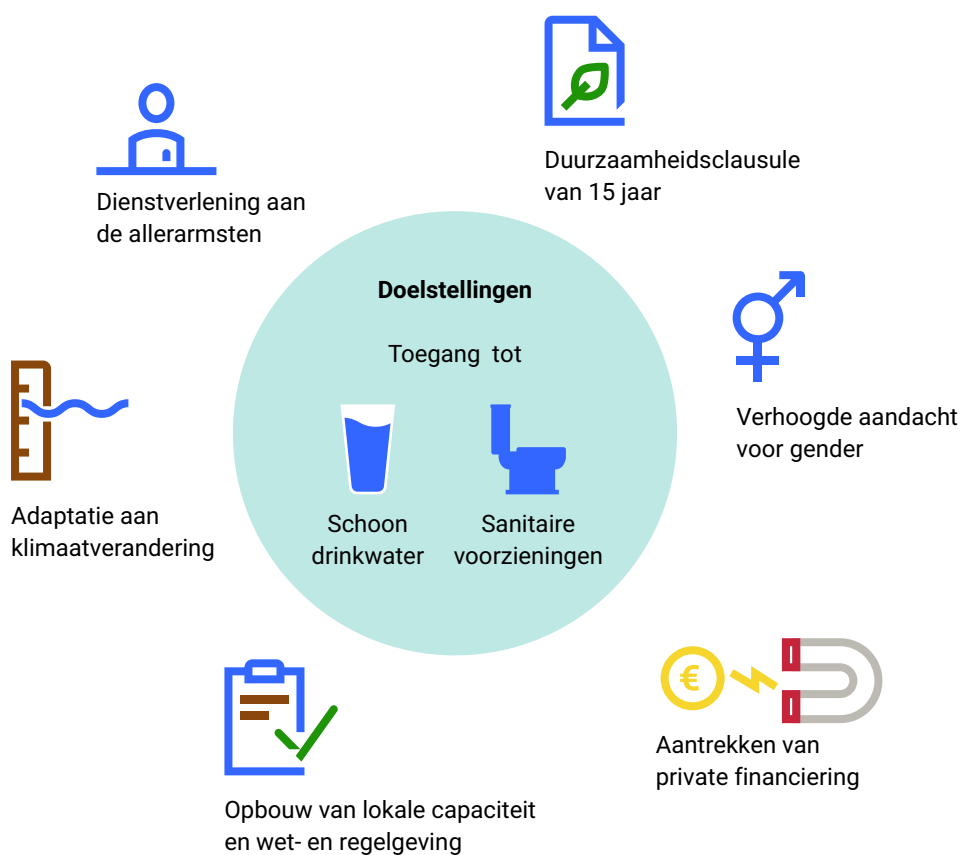 Duurzaamheidsclausule
van 15 jaar
Dienstverlening aan
de allerarmsten
Doelstellingen
Toegang tot
Schoon
drinkwater
Sanitaire
voorzieningen
Verhoogde aandacht
voor gender
Adaptatie aan
klimaatverandering
€
Aantrekken van
private financiering
Opbouw van lokale capaciteit
en wet- en regelgeving